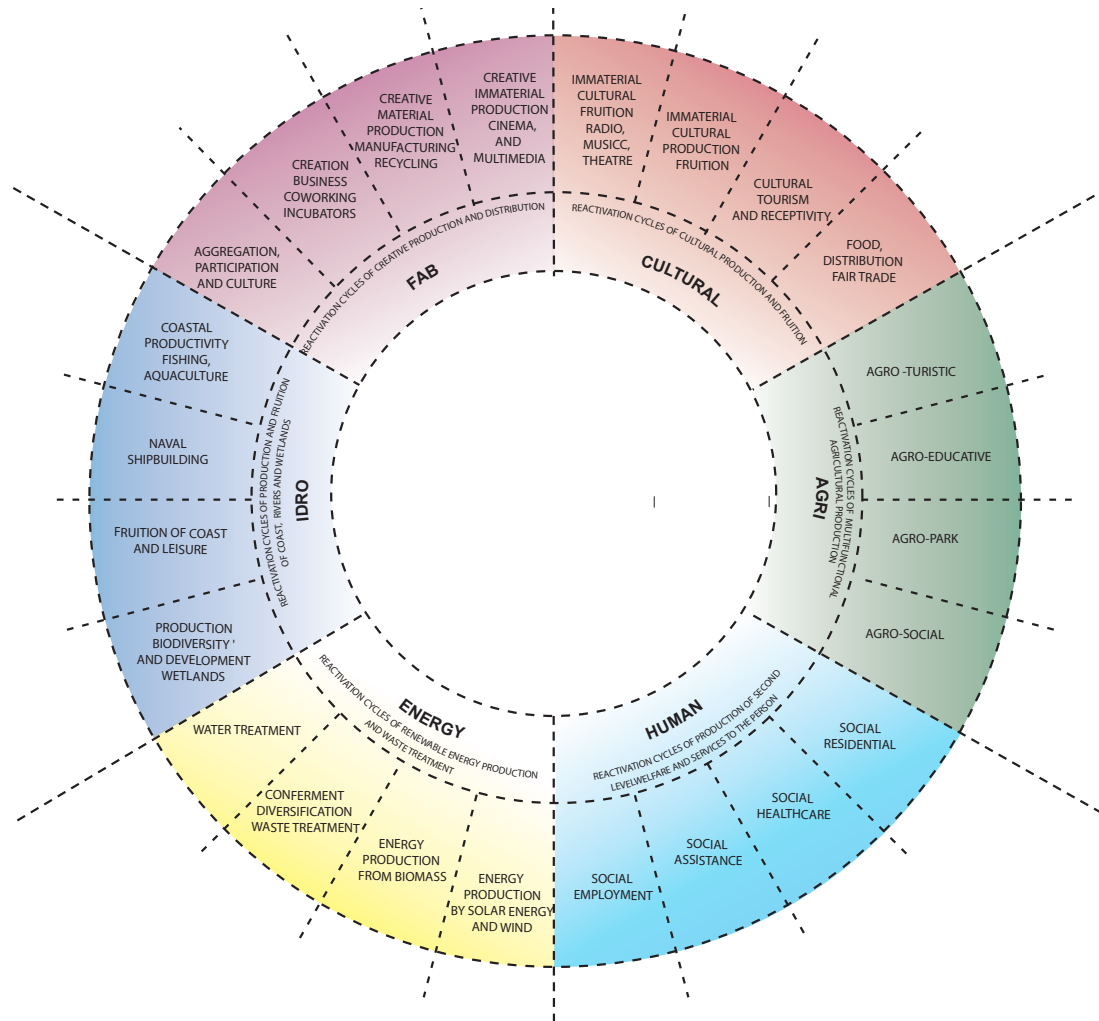 CREATIVE
IMMATERIAL
PRODUCTION
CINEMA,
AND
MULTIMEDIA
CREATIVE
MATERIAL
PRODUCTION
MANUFACTURING
RECYCLING
CREATION
BUSINESS
COWORKING
INCUBATORS
AGGREGATION,
PARTICIPATION
AND CULTURE
REACTIVATION CYCLES OF CREATIVE PRODUCTION AND DISTRIBUTION
FAB
IMMATERIAL
CULTURAL
FRUITION
RADIO,
MUSICC,
THEATRE
IMMATERIAL
CULTURAL
PRODUCTION
FRUITION
CULTURAL
TOURISM
AND RECEPTIVITY
FOOD,
DISTRIBUTION
FAIR TRADE
REACTIVATION CYCLES OF CULTURAL PRODUCTION AND FRUITION
CULTURAL
AGRO -TURISTIC
AGRO-EDUCATIVE
AGRO-PARK
AGRO-SOCIAL
REACTIVATION CYCLES OF MULTIFUNCTIONAL
AGRICULTURAL PRODUCTION
AGRI
SOCIAL
RESIDENTIAL
SOCIAL
HEALTHCARE
SOCIAL
ASSISTANCE
SOCIAL
EMPLOYMENT
HUMAN
REACTIVATION CYCLES OF PRODUCTION OF SECOND
LEVELWELFARE AND SERVICES TO THE PERSON
ENERGY
REACTIVATION CYCLES OF RENEWABLE ENERGY PRODUCTION
AND WASTE TREATMENT
WATER TREATMENT
CONFERMENT
DIVERSIFICATION
WASTE TREATMENT
ENERGY
PRODUCTION
FROM BIOMASS
ENERGY
PRODUCTION
BY SOLAR ENERGY
AND WIND
COASTAL
PRODUCTIVITY
FISHING,
AQUACULTURE
NAVAL
SHIPBUILDING
FRUITION OF COAST
AND LEISURE
PRODUCTION
BIODIVERSITY '
AND DEVELOPMENT
WETLANDS
REACTIVATION CYCLES OF PRODUCTION AND FRUITION
OF COAST, RIVERS AND WETLANDS
IDRO